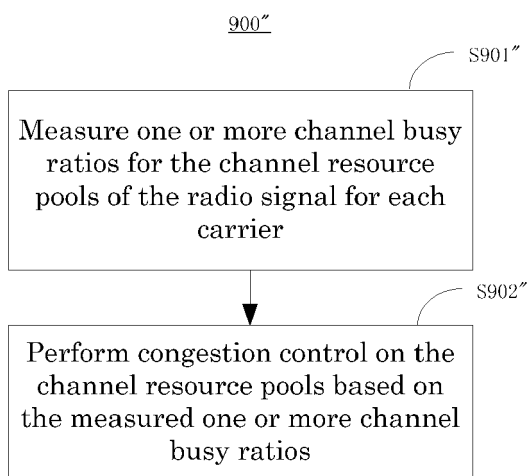 900"
S901"
Measure one or more channel busy
ratios for the channel resource
pools of the radio signal for each
carrier
S902"
Perform congestion control on the
channel resource pools based on
the measured one or more channel
busy ratios